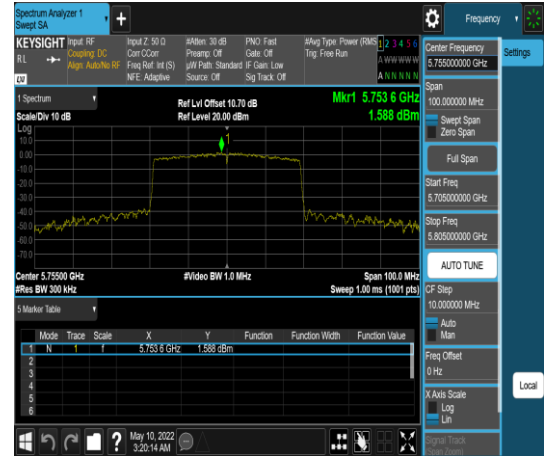 Spectrum Analyzer 1
Swept SA
+
Frequency
KEYSIGHT
RL
LXI
Input: RF
Coupling: DC
Align: Auto/No RF
Input Z: 50 Ω
Corr CCorr
Freq Ref: Int (S)
NFE: Adaptive
#Atten: 30 dB
Preamp: Off
µW Path: Standard
Source: Off
PNO: Fast
Gate: Off
IF Gain: Low
Sig Track: Off
#Avg Type: Power (RMS)
Trig: Free Run
1 2 3 4 5 6
A W W W W W
A N N N N N
1 Spectrum
Scale/Div 10 dB
Ref Lvl Offset 10.70 dB
Ref Level 20.00 dBm
Mkr1 5.753 6 GHz
1.588 dBm
Log
10.0
0.00
-10.0
-20.0
-30.0
-40.0
-50.0
-60.0
-70.0
1
Center 5.75500 GHz
#Res BW 300 kHz
#Video BW 1.0 MHz
Span 100.0 MHz
Sweep 1.00 ms (1001 pts)
5 Marker Table
Mode Trace Scale X Y Function Function Width Function Value
1 N 1 f 5.753 6 GHz 1.588 dBm
2
3
4
5
6
May 10, 2022
3:20:14 AM
?
Center Frequency
5.755000000 GHz
Span
100.000000 MHz
Swept Span
Zero Span
Full Span
Start Freq
5.705000000 GHz
Stop Freq
5.805000000 GHz
AUTO TUNE
CF Step
10.000000 MHz
Auto
Man
Freq Offset
0 Hz
X Axis Scale
Log
Lin
Signal Track
(Span Zoom)
Settings
Local